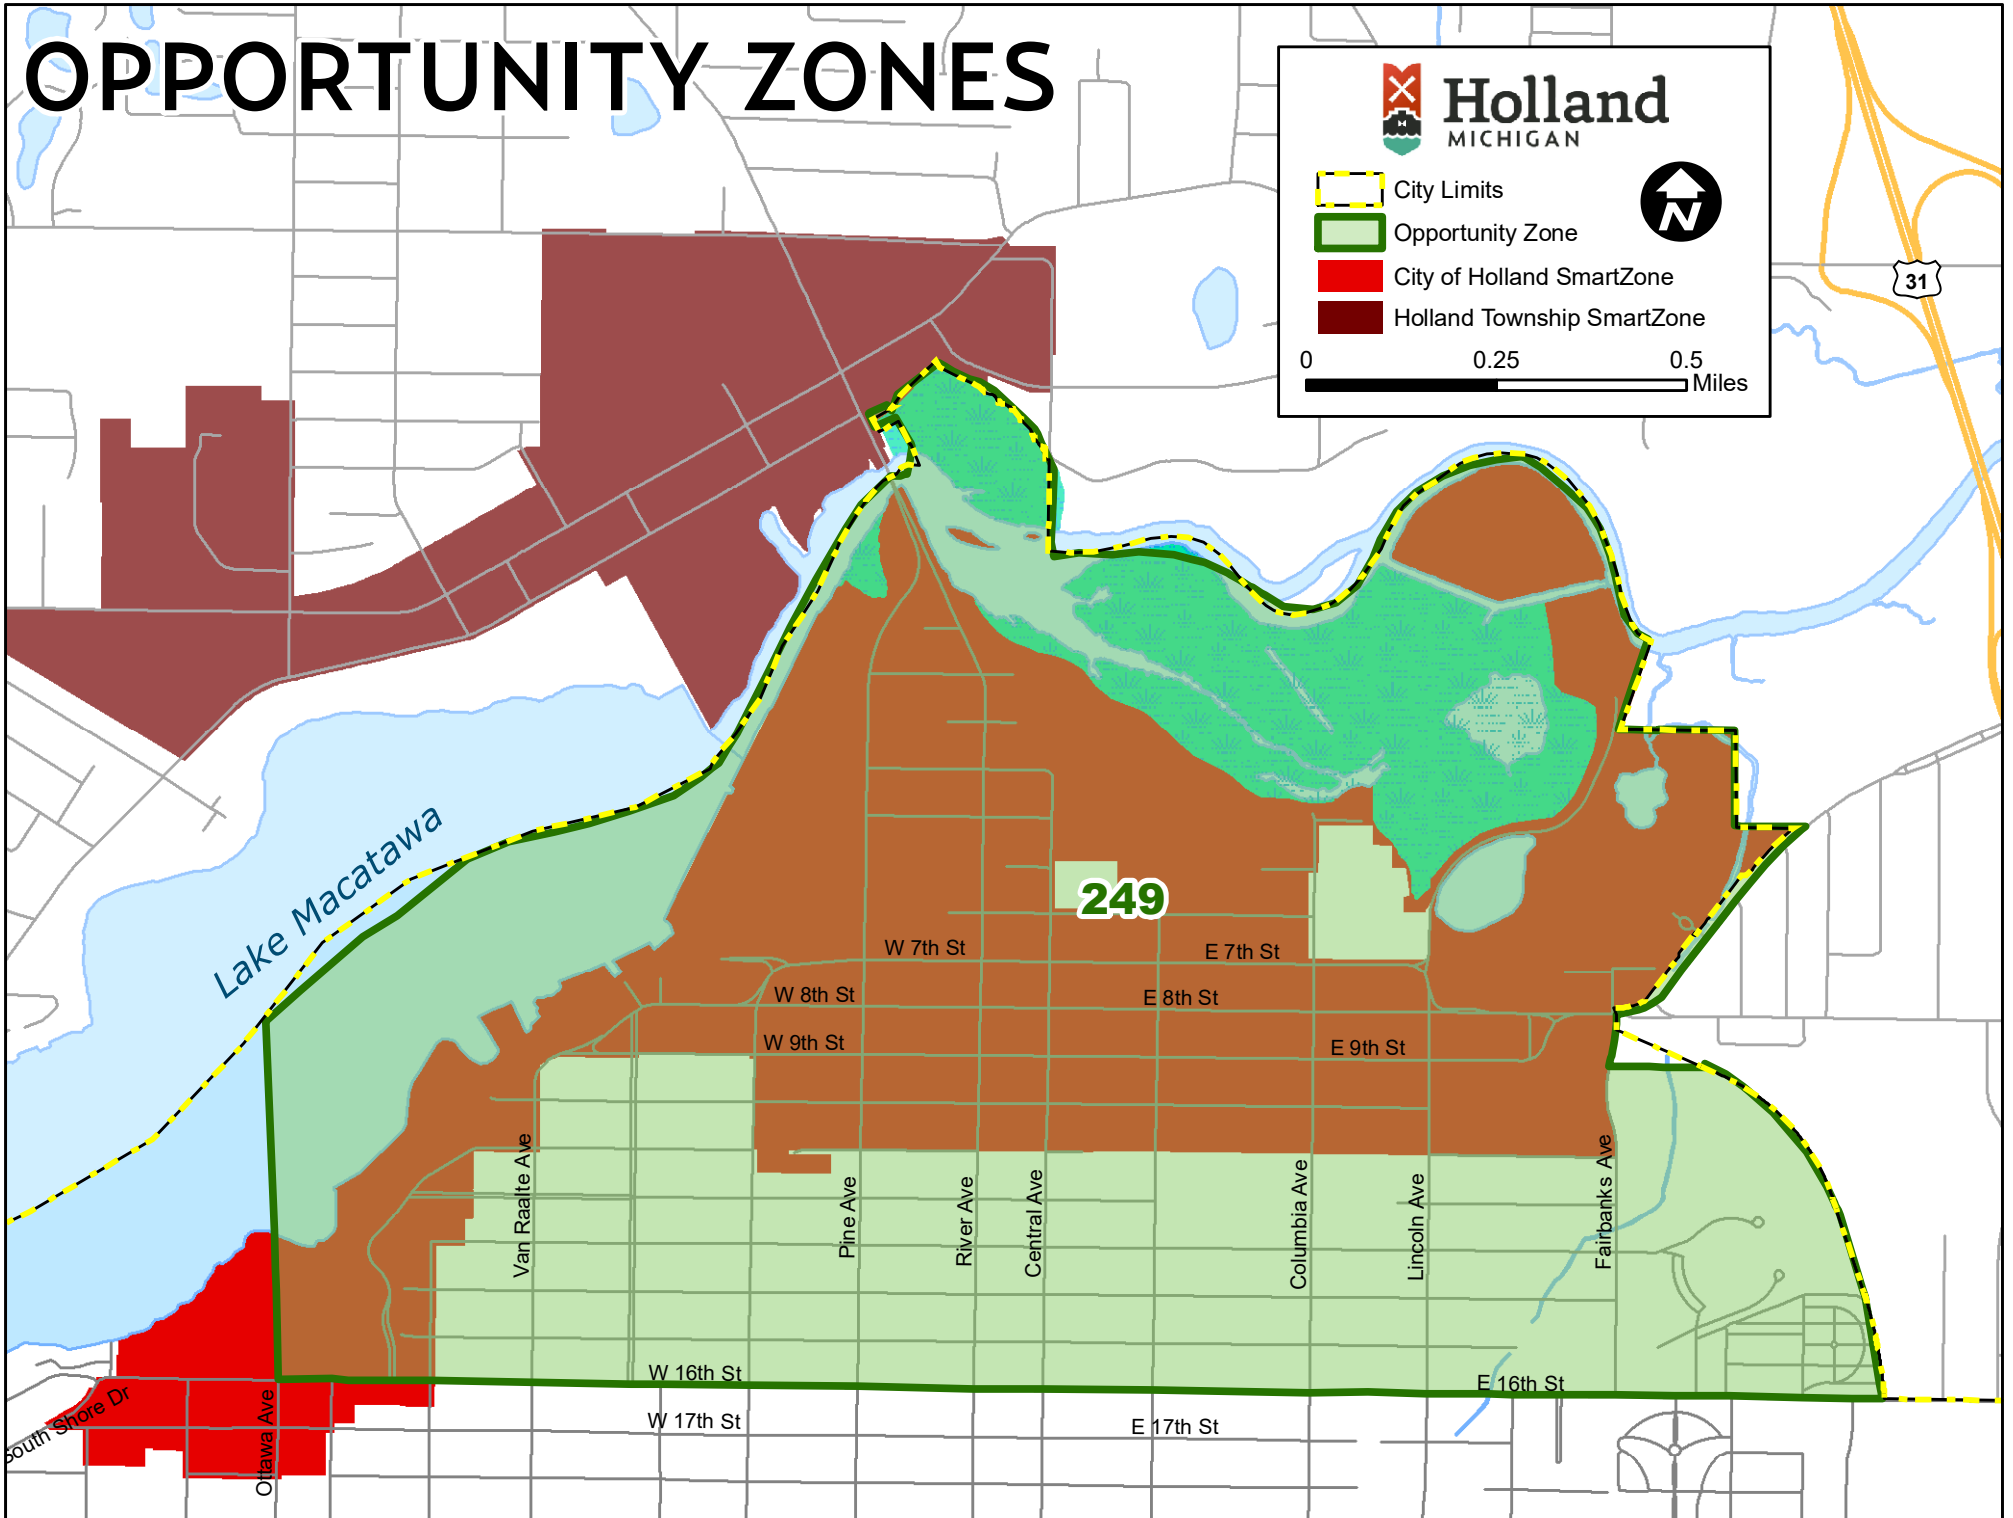 OPPORTUNITY ZONES
Holland
MICHIGAN
City Limits
N
Opportunity Zone
City of Holland SmartZone
Holland Township SmartZone
0 0.25 0.5
Miles
31
Lake Macatawa
249
W 7th St
E 7th St
W 8th St
E 8th St
W 9th St
E 9th St
Van Raalte Ave
Pine Ave
River Ave
Central Ave
Columbia Ave
Lincoln Ave
Fairbanks Ave
W 16th St
E 16th St
South Shore Dr
Ottawa Ave
W 17th St
E 17th St